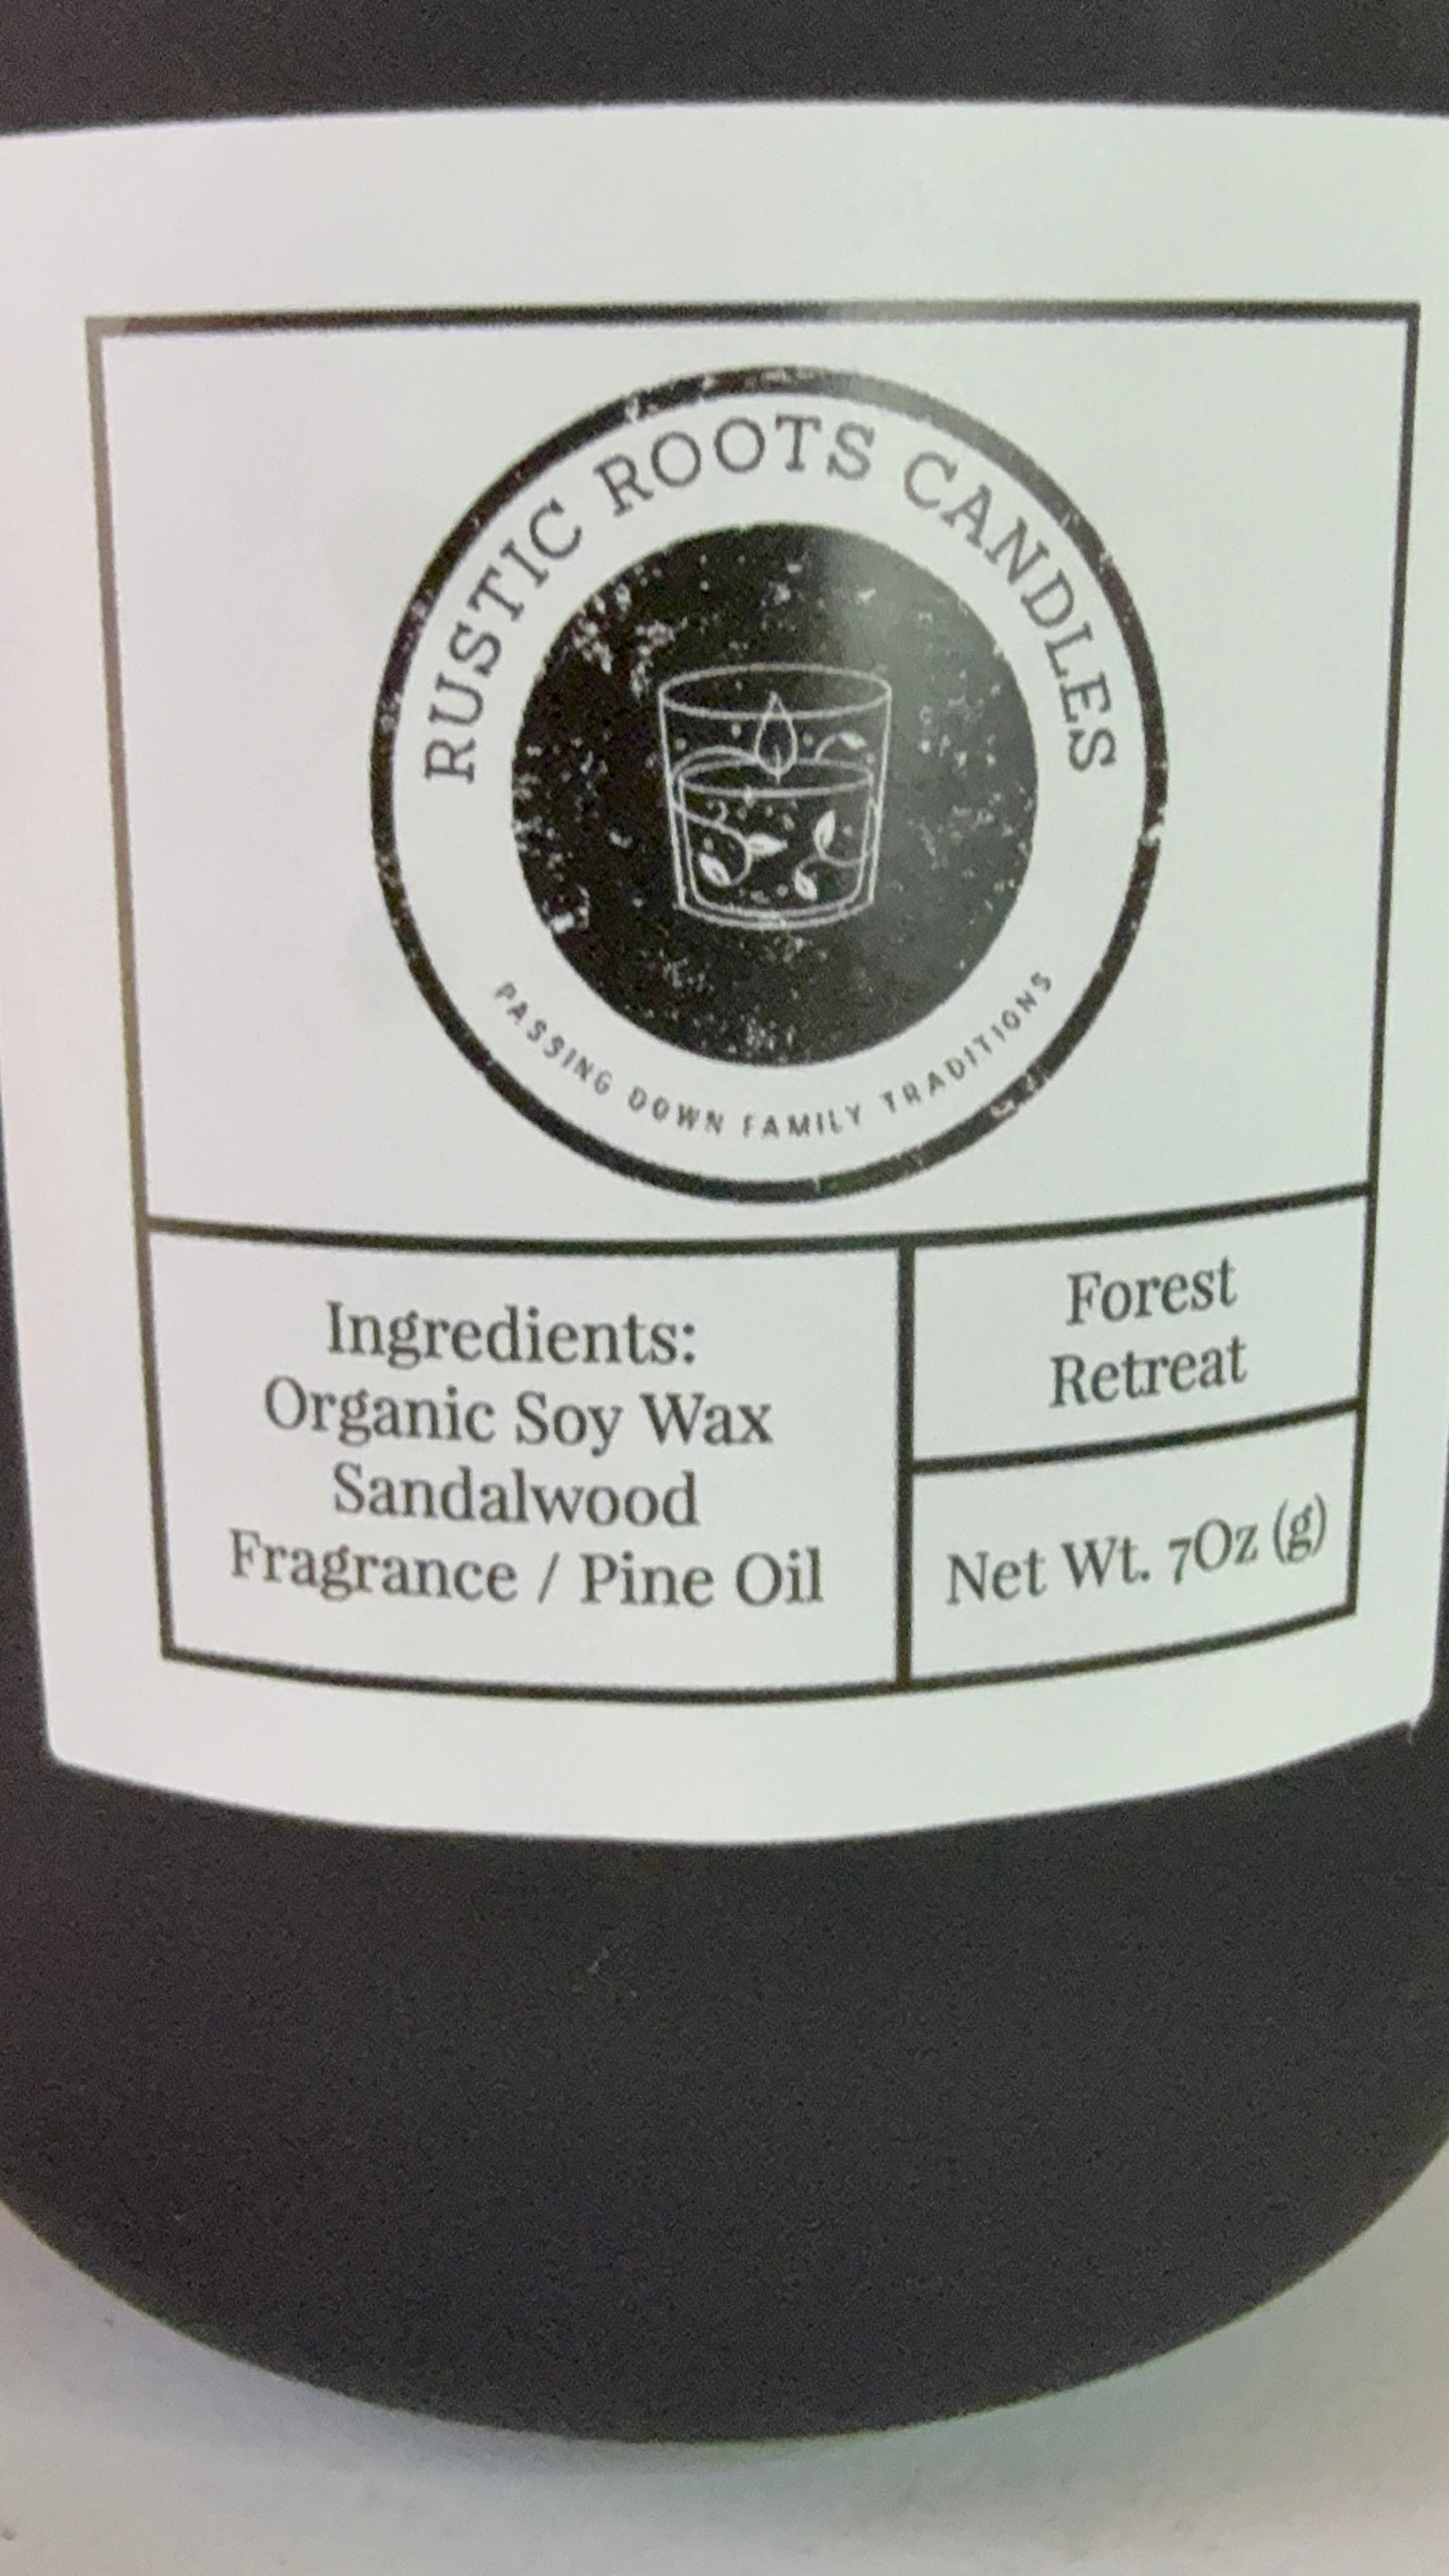 RUSTIC ROOTS CANDLES
PASSING DOWN FAMILY TRADITIONS
Ingredients:
Organic Soy Wax
Sandalwood
Fragrance / Pine Oil
Forest
Retreat
Net Wt. 7Oz (g)